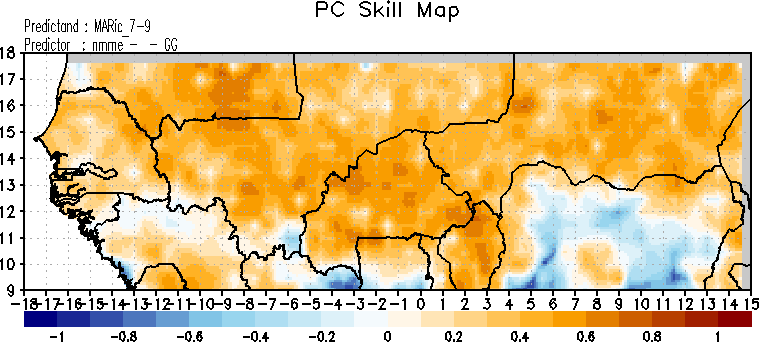 PC Skill Map
Predictand : MARic_7-9
Predictor : nmme - - GG
18
17
16
15
14
13
12
11
10
9
-18 -17 -16 -15 -14 -13 -12 -11 -10 -9 -8 -7 -6 -5 -4 -3 -2 -1 0 1 2 3 4 5 6 7 8 9 10 11 12 13 14 15
-1 -0.8 -0.6 -0.4 -0.2 0 0.2 0.4 0.6 0.8 1